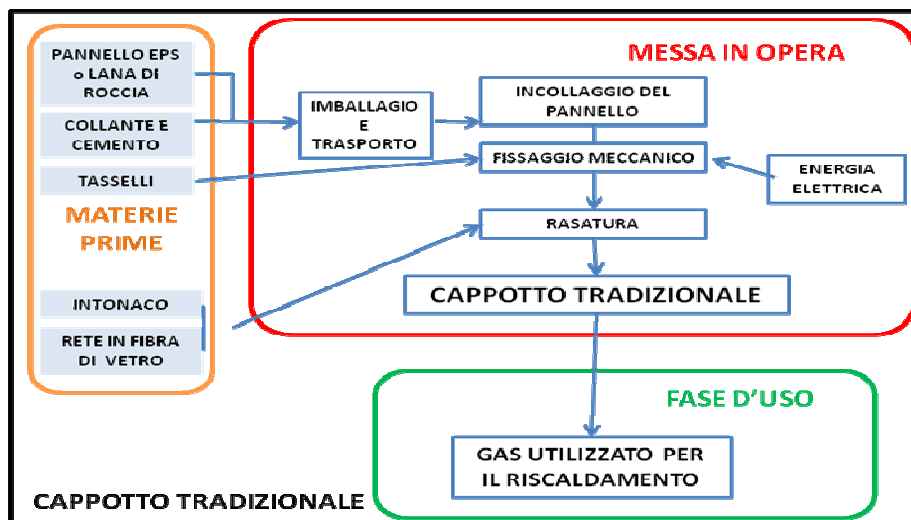 PANNELLO EPS
o LANA DI
ROCCIA
COLLANTE E
CEMENTO
TASSELLI
MATERIE
PRIME
INTONACO
RETE IN FIBRA
DI VETRO
MESSA IN OPERA
IMBALLAGIO
E
TRASPORTO
INCOLLAGGIO DEL
PANNELLO
FISSAGGIO MECCANICO
ENERGIA
ELETTRICA
RASATURA
CAPPOTTO TRADIZIONALE
FASE D'USO
GAS UTILIZZATO PER
IL RISCALDAMENTO
CAPPOTTO TRADIZIONALE